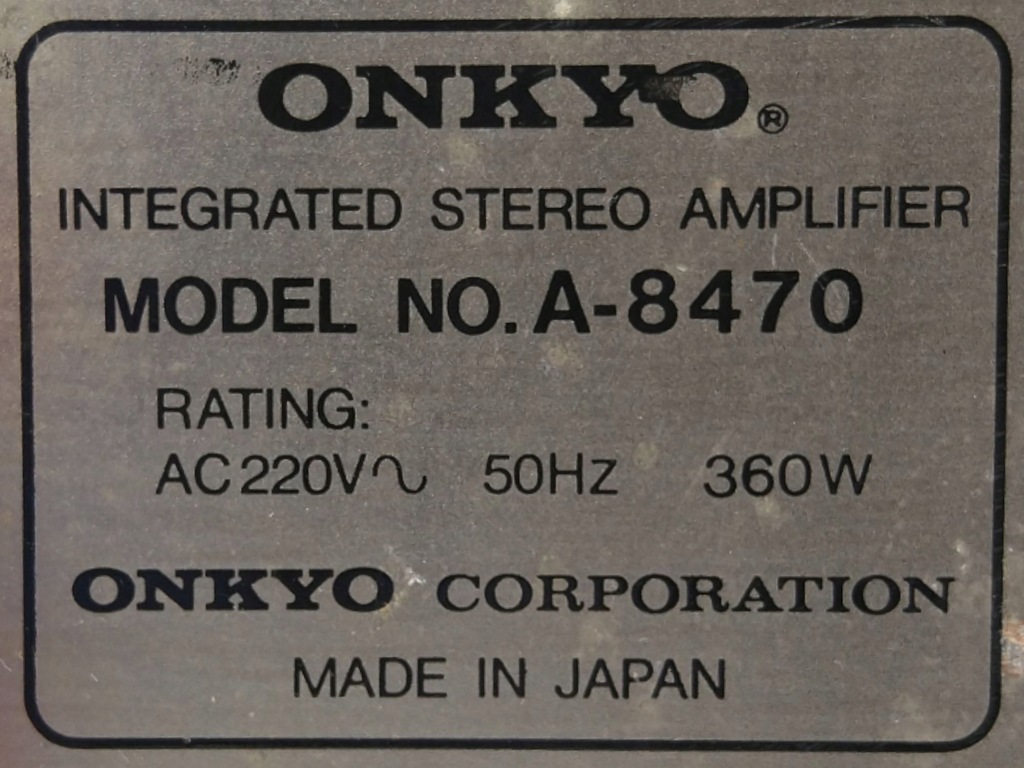 ONKYO®
INTEGRATED STEREO AMPLIFIER
MODEL NO. A-8470
RATING:
AC 220V∿ 50Hz 360W
ONKYO CORPORATION
MADE IN JAPAN